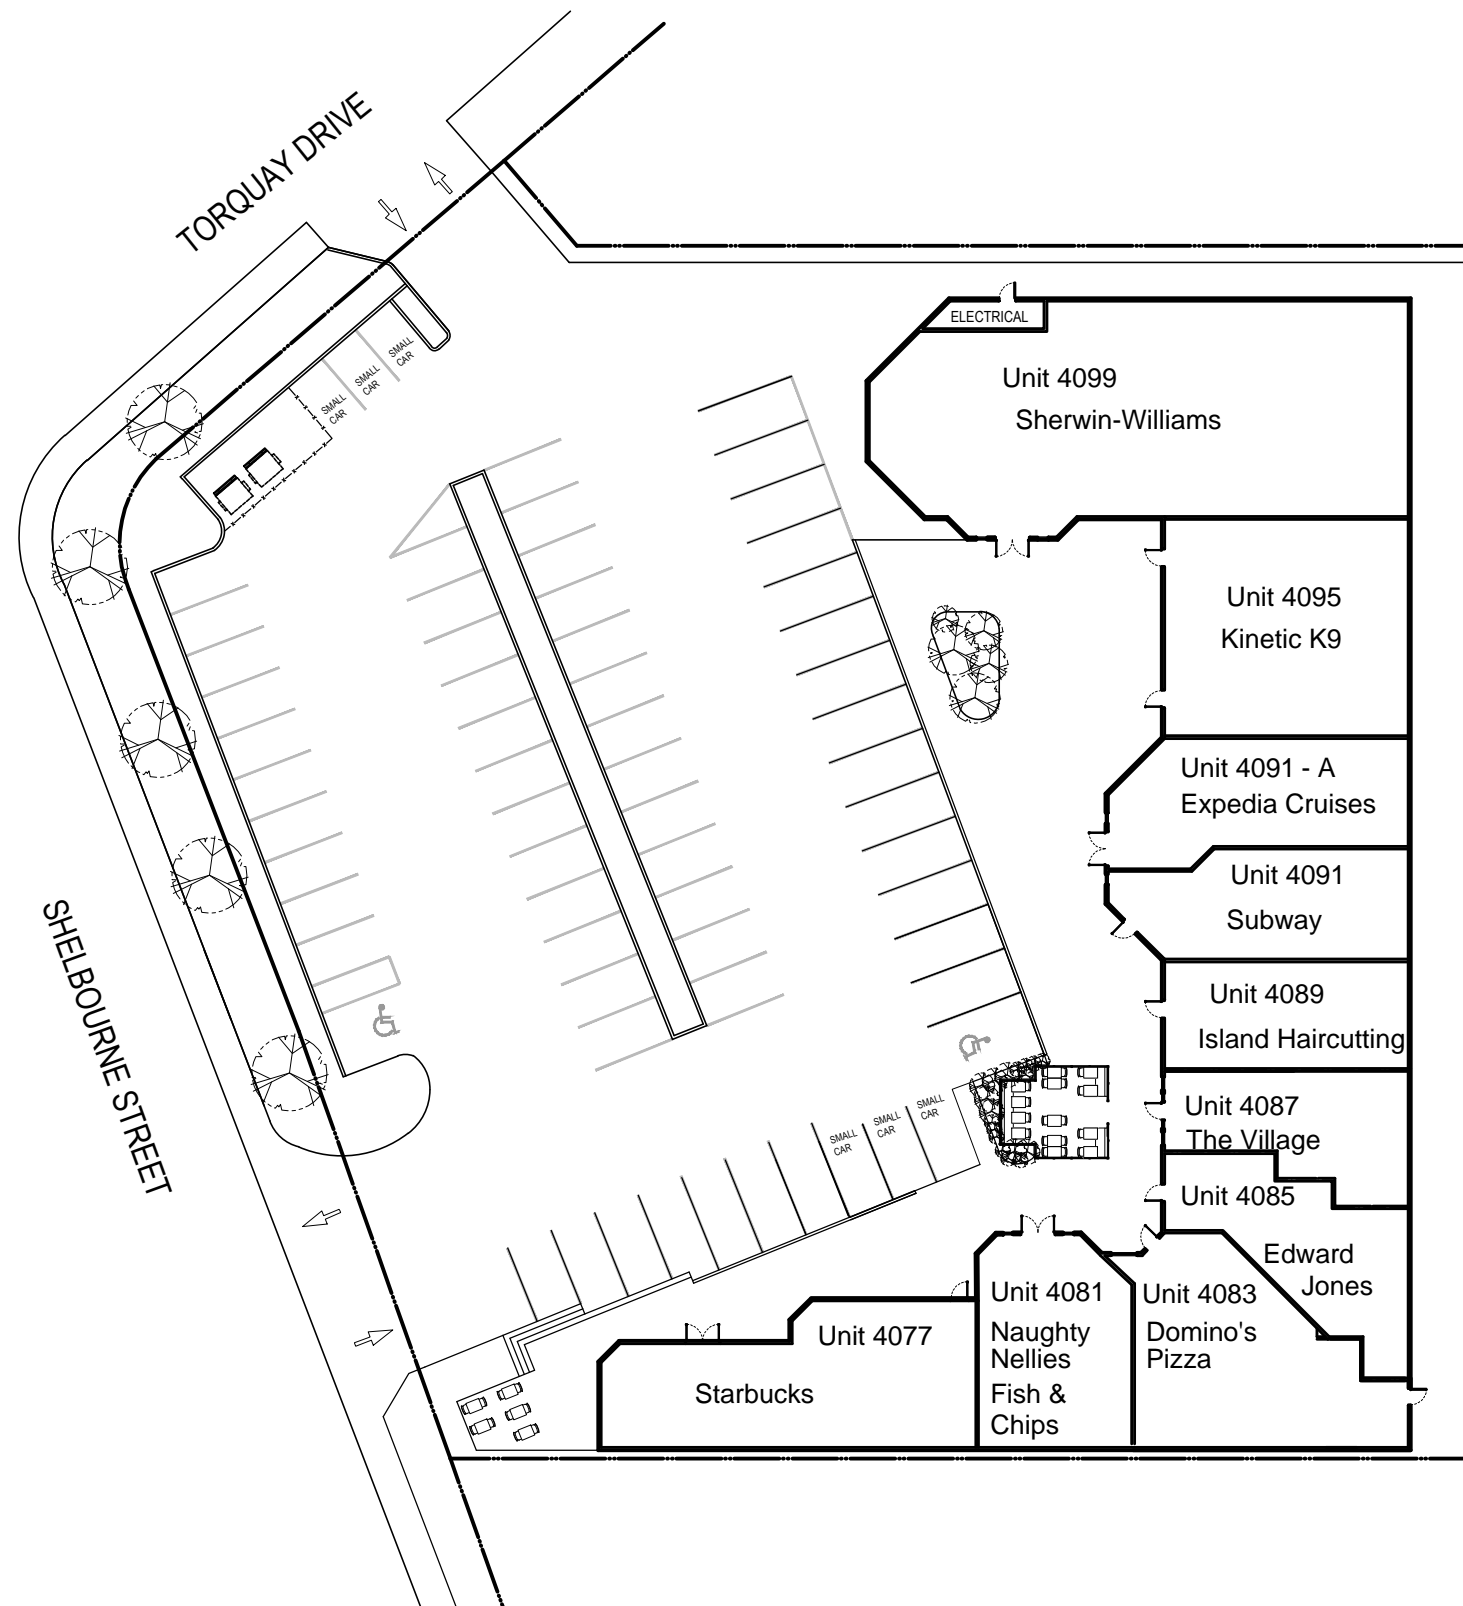 TORQUAY DRIVE
ELECTRICAL
SMALL
CAR
SMALL
CAR
SMALL
CAR
Unit 4099
Sherwin-Williams
Unit 4095
Kinetic K9
Unit 4091 - A
Expedia Cruises
Unit 4091
Subway
SHELBOURNE STREET
Unit 4089
Island Haircutting
Unit 4087
The Village
SMALL
CAR
SMALL
CAR
SMALL
CAR
Unit 4085
Edward
Jones
Unit 4081
Naughty
Nellies
Fish &
Chips
Unit 4083
Domino's
Pizza
Unit 4077
Starbucks